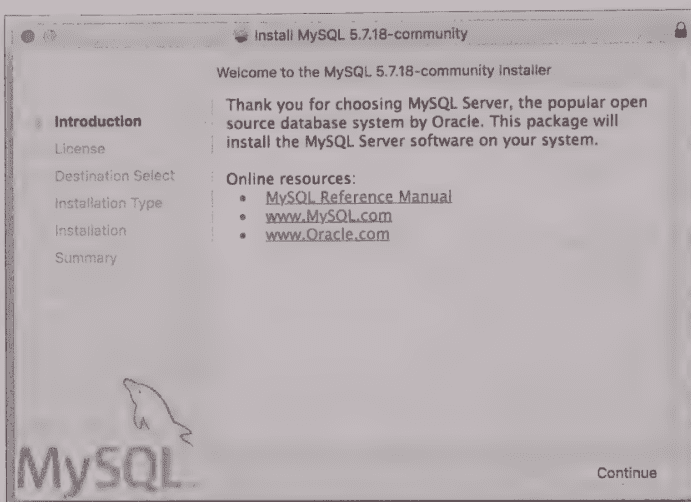 Install MySQL 5.7.18-community
Welcome to the MySQL 5.7.18-community Installer
Introduction
License
Destination Select
Installation Type
Installation
Summary
Thank you for choosing MySQL Server, the popular open
source database system by Oracle. This package will
install the MySQL Server software on your system.
Online resources:
• MySQL Reference Manual
• www.MySQL.com
• www.Oracle.com
MySQL
Continue